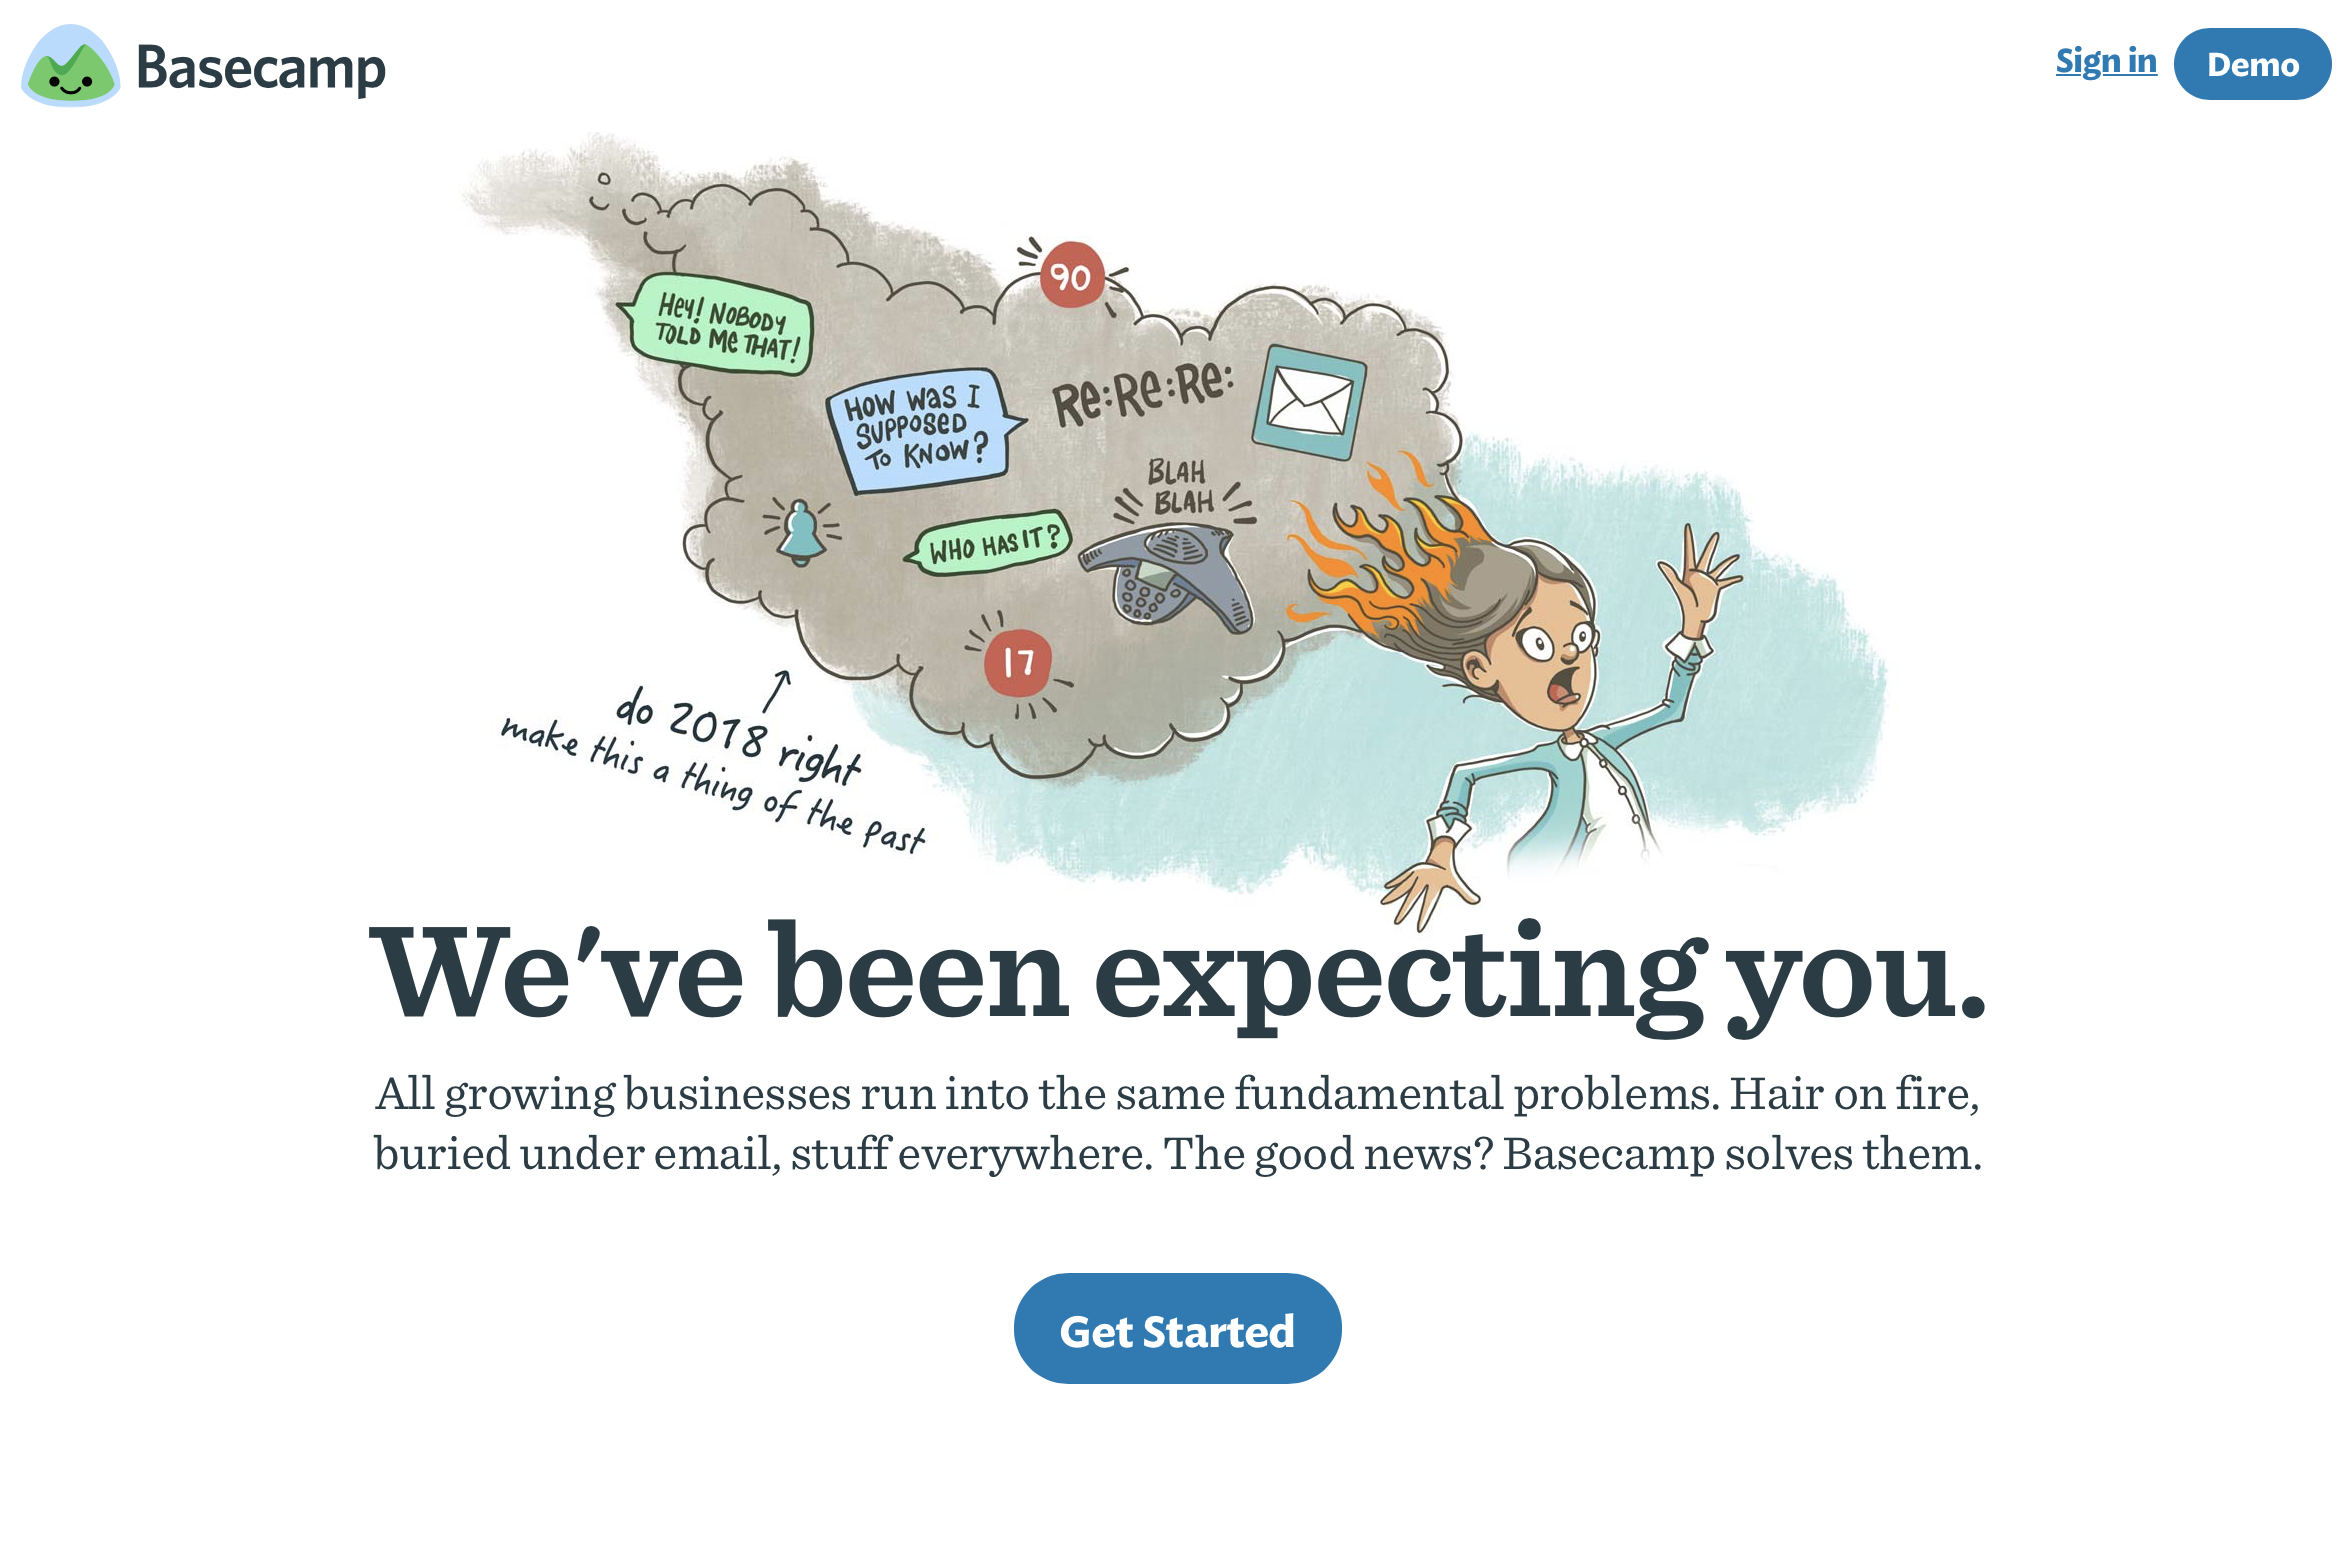 Basecamp
Sign in
Demo
90
Hey! NOBODY
TOLD Me THAT!
HOW WaS I
SUPPOSeD
To KNOW?
Re:Re:Re:
BLAH
BLAH
WHO HAS IT?
17
do 2018 right
make this a thing of the past
We've been expecting you.
All growing businesses run into the same fundamental problems. Hair on fire,
buried under email, stuff everywhere. The good news? Basecamp solves them.
Get Started